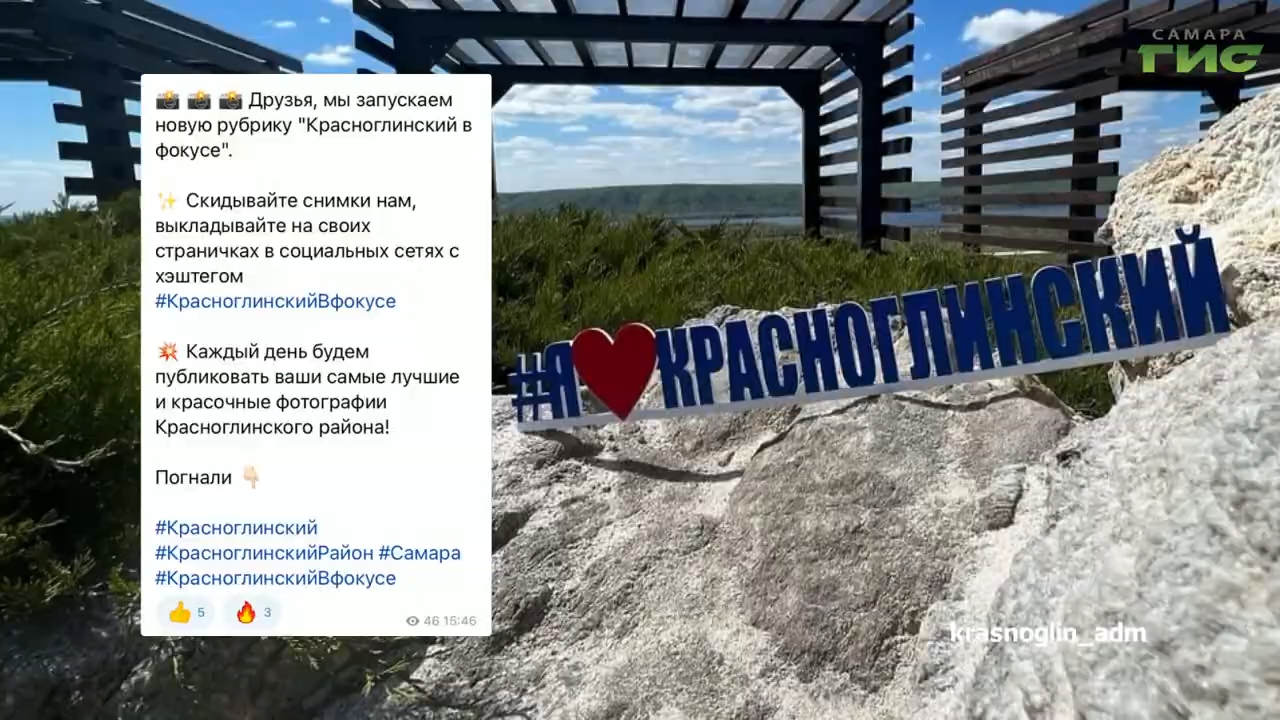 САМАРА
ГИС
📸 📸 📸 Друзья, мы запускаем
новую рубрику "Красноглинский в
фокусе".
✨ Скидывайте снимки нам,
выкладывайте на своих
страничках в социальных сетях с
хэштегом
#КрасноглинскийВфокусе
💥 Каждый день будем
публиковать ваши самые лучшие
и красочные фотографии
Красноглинского района!
Погнали 👇🏻
#Красноглинский
#КрасноглинскийРайон #Самара
#КрасноглинскийВфокусе
👍 5 🔥 3
46 15:46
#Я❤КРАСНОГЛИНСКИЙ
krasnoglin_adm